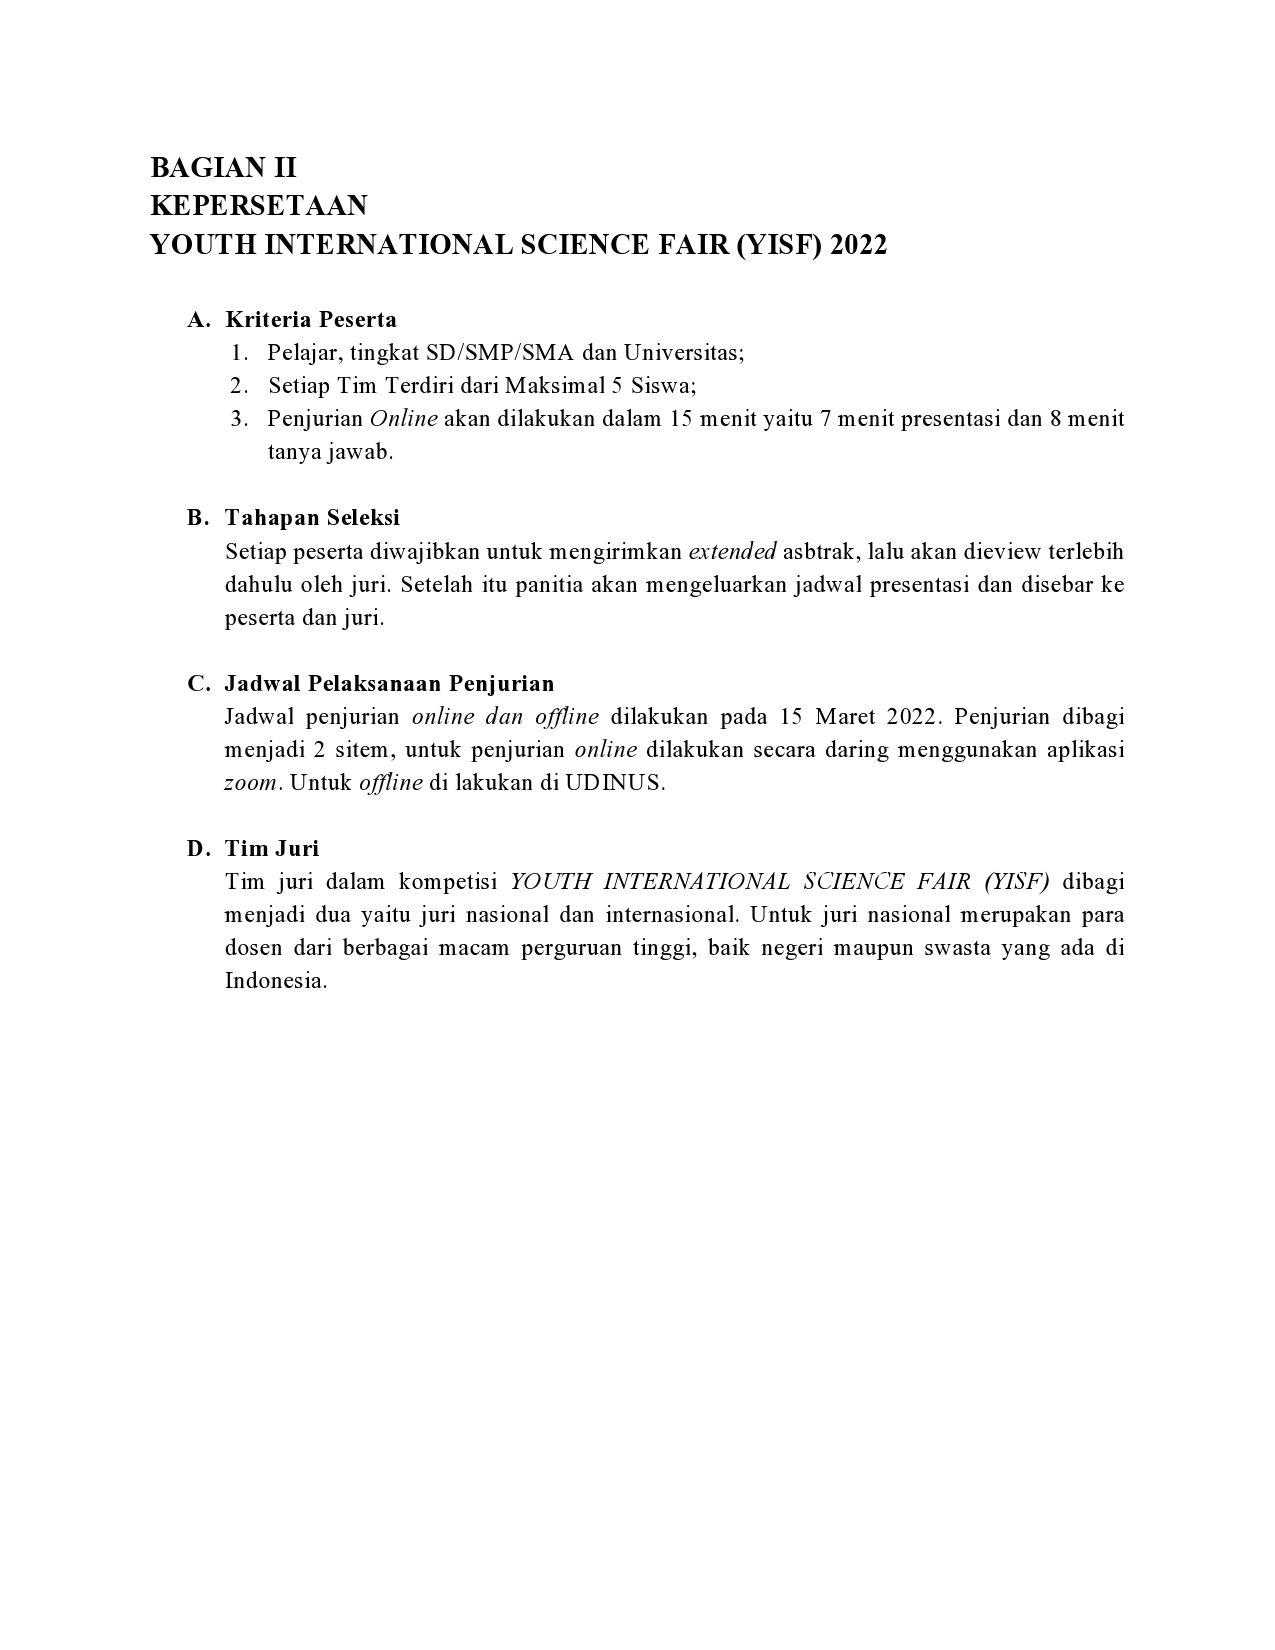 BAGIAN II
KEPERSETAAN
YOUTH INTERNATIONAL SCIENCE FAIR (YISF) 2022
A. Kriteria Peserta
1. Pelajar, tingkat SD/SMP/SMA dan Universitas;
2. Setiap Tim Terdiri dari Maksimal 5 Siswa;
3. Penjurian Online akan dilakukan dalam 15 menit yaitu 7 menit presentasi dan 8 menit
tanya jawab.
B. Tahapan Seleksi
Setiap peserta diwajibkan untuk mengirimkan extended asbtrak, lalu akan dieview terlebih
dahulu oleh juri. Setelah itu panitia akan mengeluarkan jadwal presentasi dan disebar ke
peserta dan juri.
C. Jadwal Pelaksanaan Penjurian
Jadwal penjurian online dan offline dilakukan pada 15 Maret 2022. Penjurian dibagi
menjadi 2 sitem, untuk penjurian online dilakukan secara daring menggunakan aplikasi
zoom. Untuk offline di lakukan di UDINUS.
D. Tim Juri
Tim juri dalam kompetisi YOUTH INTERNATIONAL SCIENCE FAIR (YISF) dibagi
menjadi dua yaitu juri nasional dan internasional. Untuk juri nasional merupakan para
dosen dari berbagai macam perguruan tinggi, baik negeri maupun swasta yang ada di
Indonesia.